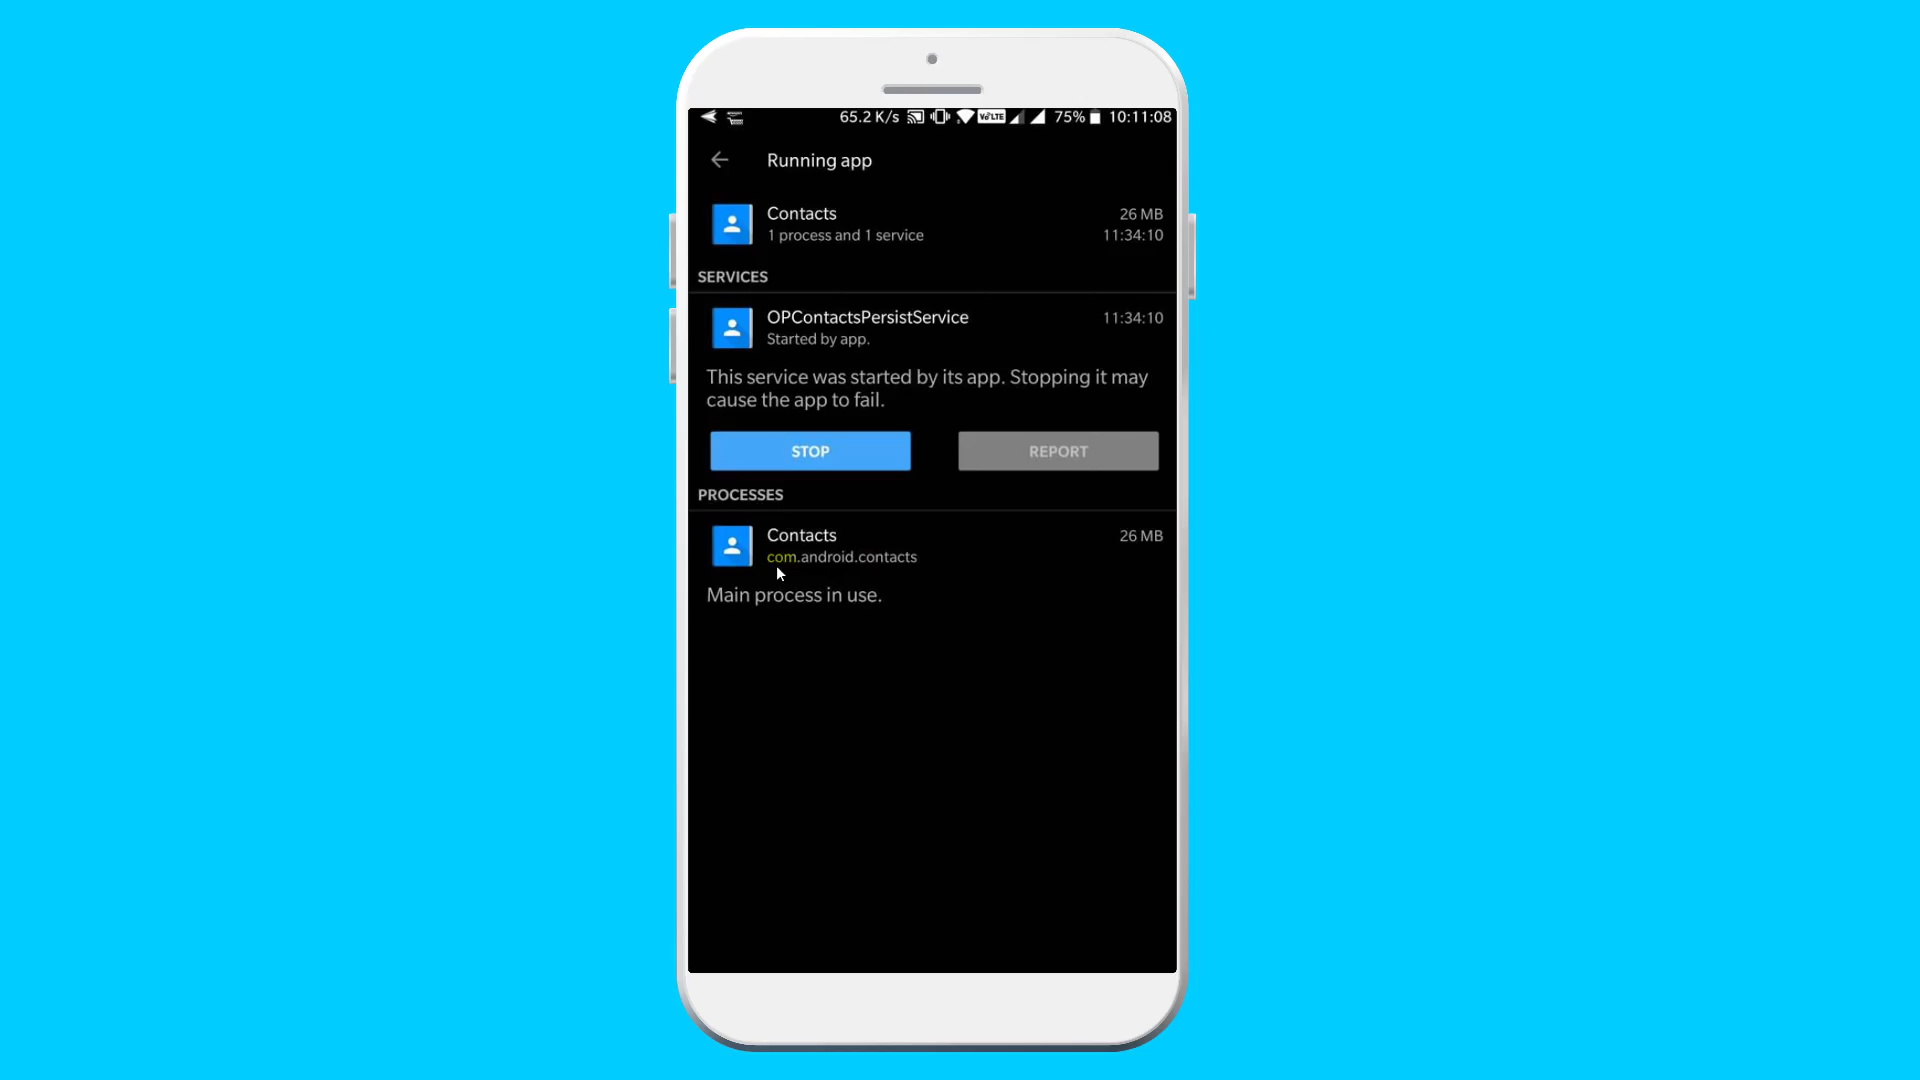 65.2 K/s VoLTE 75% 10:11:08
Running app
Contacts 26 MB
1 process and 1 service 11:34:10
SERVICES
OPContactsPersistService 11:34:10
Started by app.
This service was started by its app. Stopping it may
cause the app to fail.
STOP REPORT
PROCESSES
Contacts 26 MB
com.android.contacts
Main process in use.